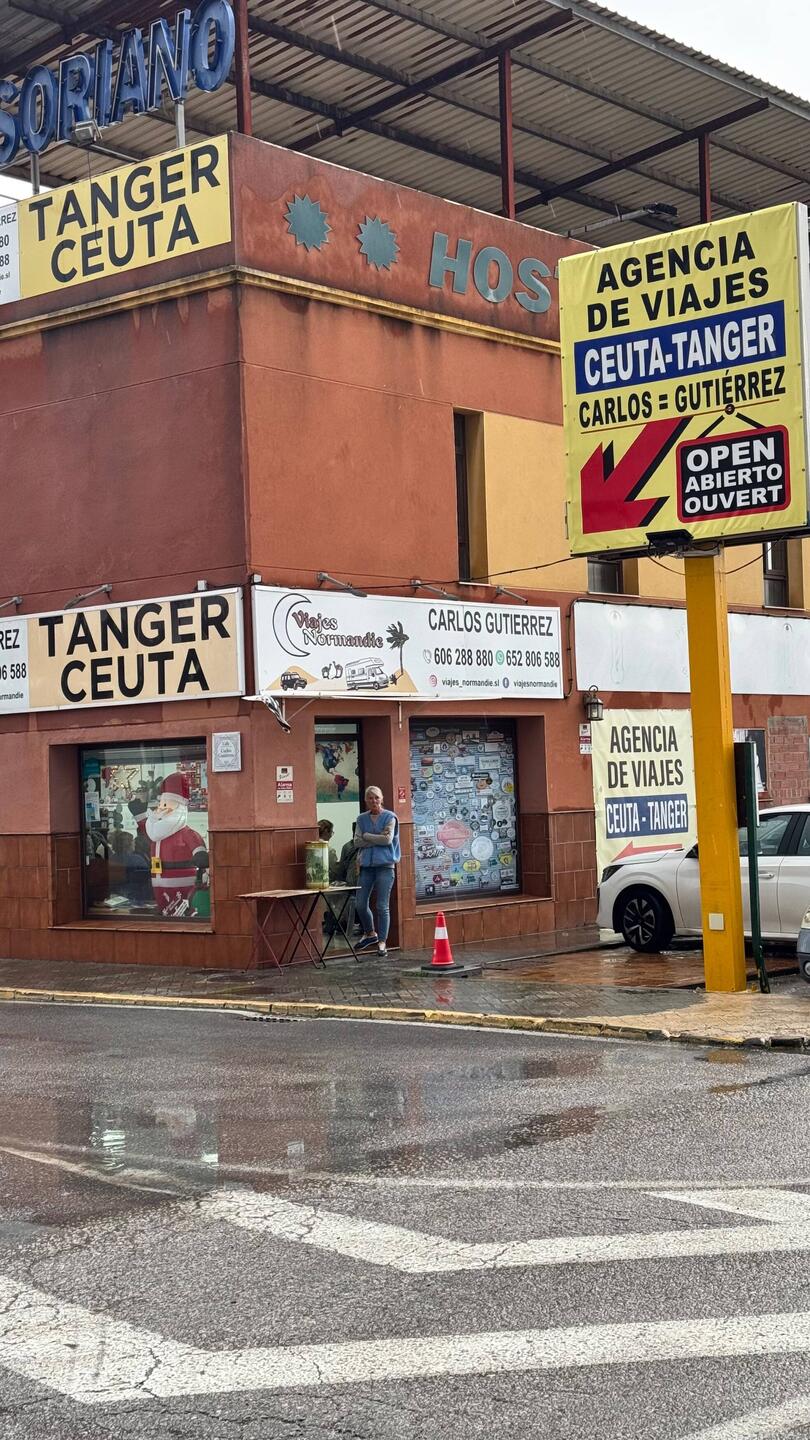 SORIANO
TANGER
CEUTA
HOST
AGENCIA
DE VIAJES
CEUTA-TANGER
CARLOS = GUTIÉRREZ
OPEN
ABIERTO
OUVERT
TANGER
CEUTA
Viajes
Normandie
CARLOS GUTIERREZ
606 288 880 652 806 588
viajes_normandie.sl viajesnormandie
AGENCIA
DE VIAJES
CEUTA - TANGER